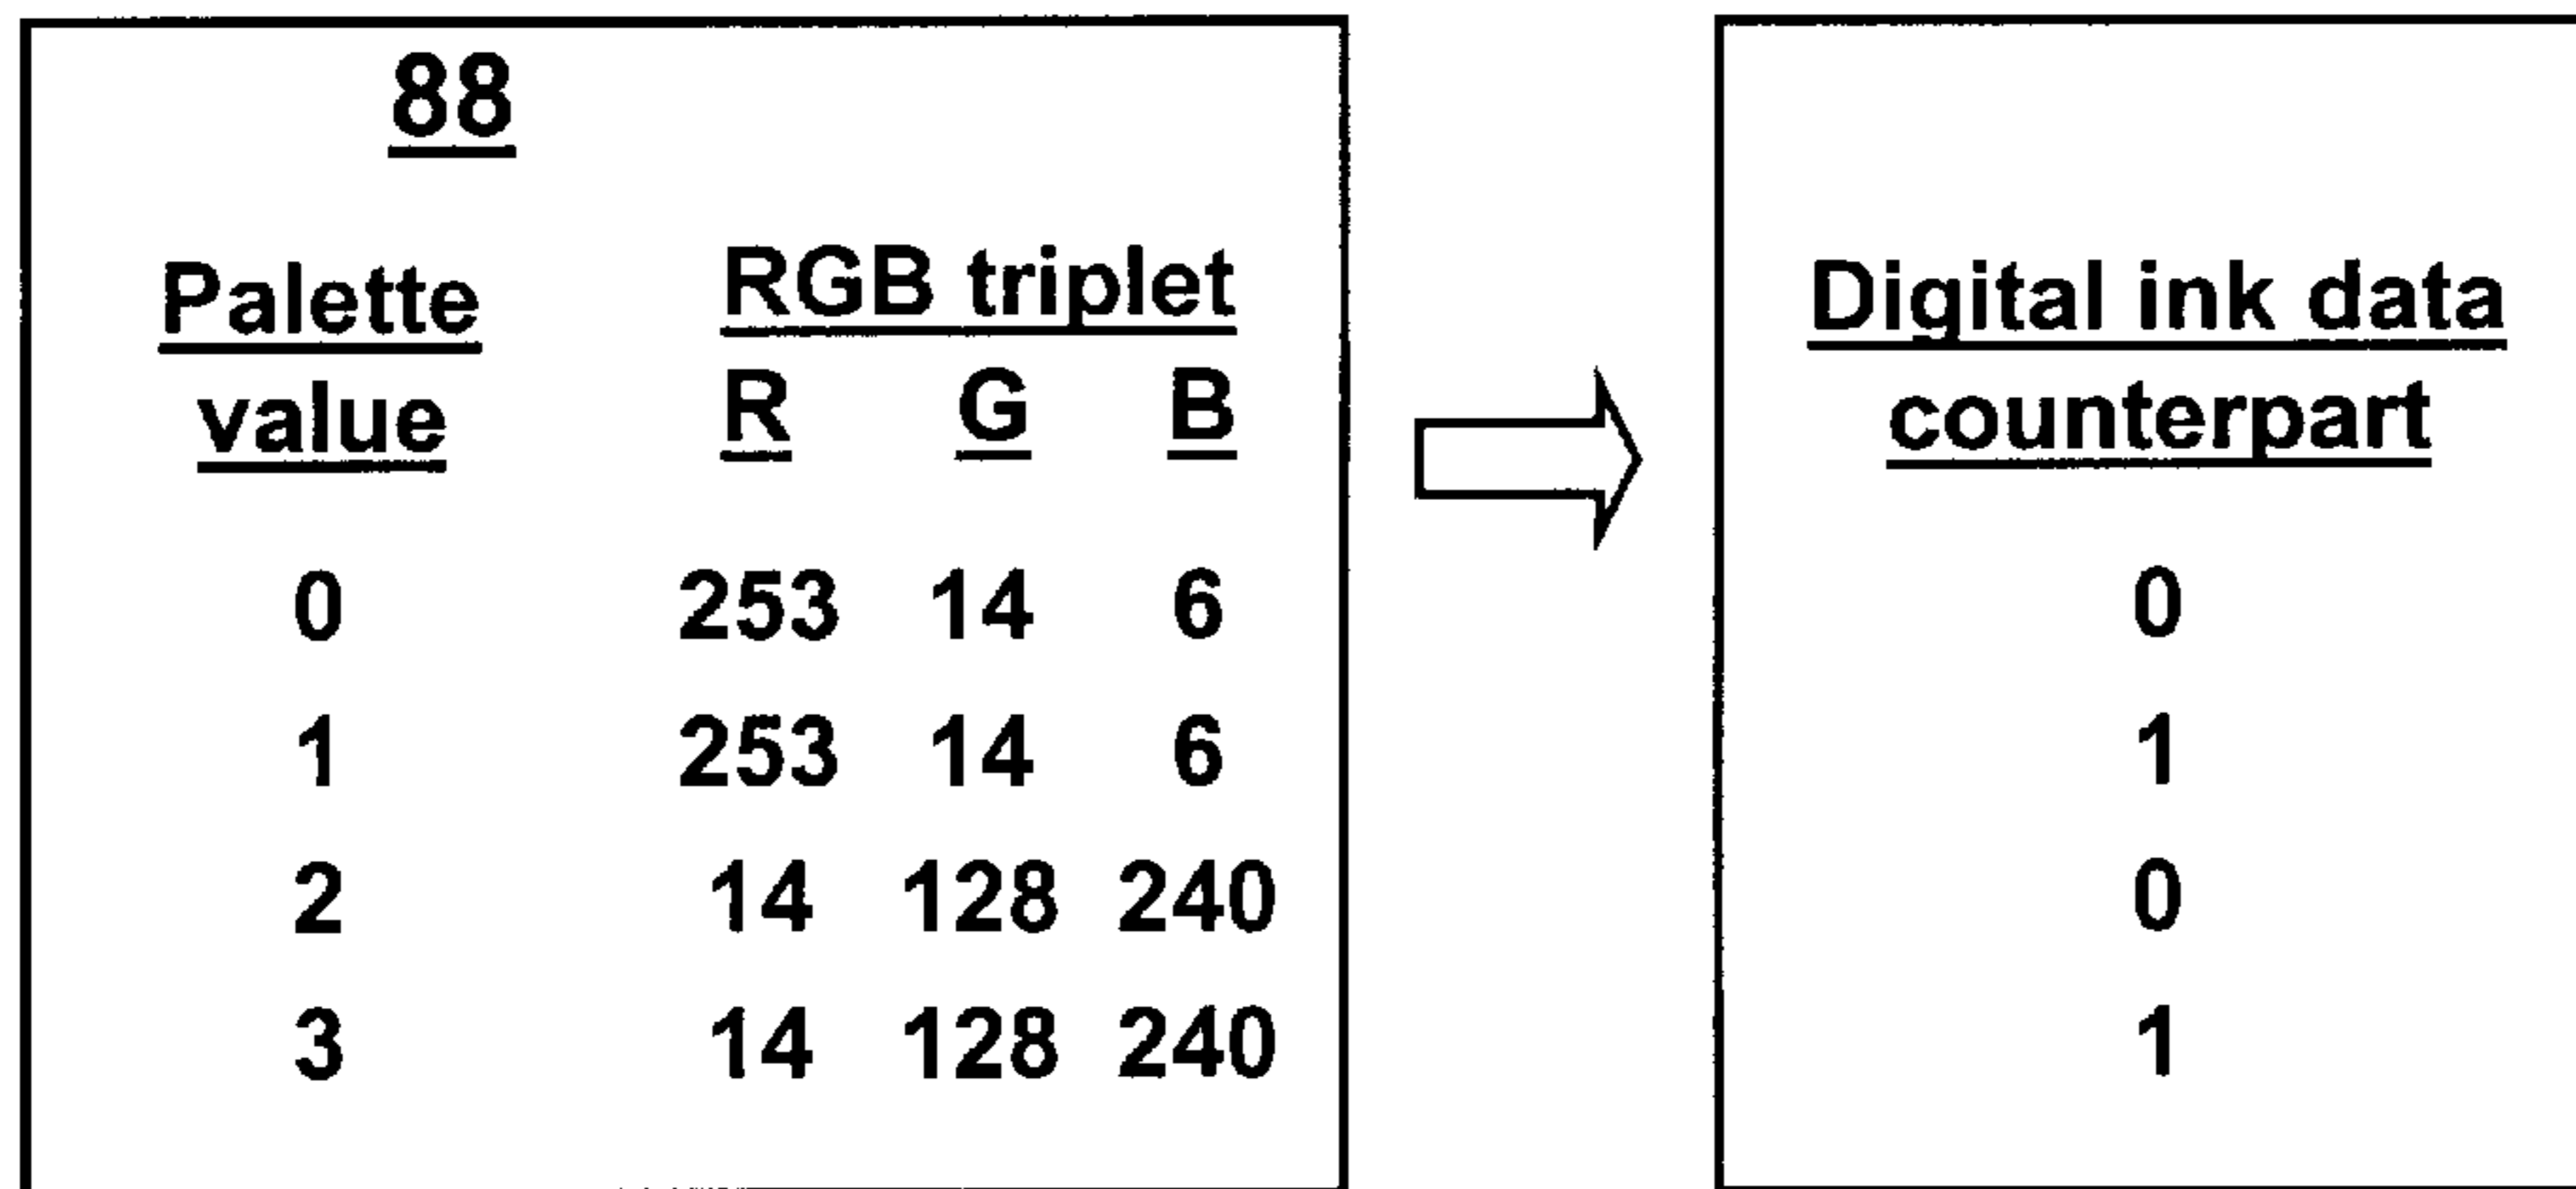 88
Palette value RGB triplet
R G B
0 253 14 6
1 253 14 6
2 14 128 240
3 14 128 240
Digital ink data
counterpart
0
1
0
1